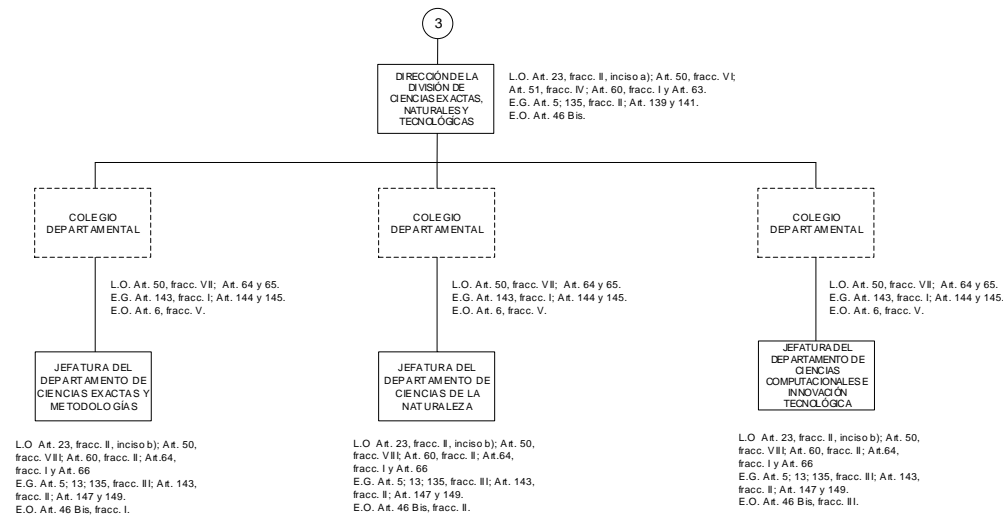 3
DIRECCIÓN DE LA
DIVISIÓN DE
CIENCIAS EXACTAS,
NATURALES Y
TECNOLÓGICAS
L.O. Art. 23, fracc. II, inciso a); Art. 50, fracc. VI;
Art. 51, fracc. IV; Art. 60, fracc. I y Art. 63.
E.G. Art. 5; 135, fracc. II; Art. 139 y 141.
E.O. Art. 46 Bis.
COLEGIO
DEPARTAMENTAL
COLEGIO
DEPARTAMENTAL
COLEGIO
DEPARTAMENTAL
L.O. Art. 50, fracc. VII; Art. 64 y 65.
E.G. Art. 143, fracc. I; Art. 144 y 145.
E.O. Art. 6, fracc. V.
L.O. Art. 50, fracc. VII; Art. 64 y 65.
E.G. Art. 143, fracc. I; Art. 144 y 145.
E.O. Art. 6, fracc. V.
L.O. Art. 50, fracc. VII; Art. 64 y 65.
E.G. Art. 143, fracc. I; Art. 144 y 145.
E.O. Art. 6, fracc. V.
JEFATURA DEL
DEPARTAMENTO DE
CIENCIAS EXACTAS Y
METODOLOGÍAS
JEFATURA DEL
DEPARTAMENTO DE
CIENCIAS DE LA
NATURALEZA
JEFATURA DEL
DEPARTAMENTO DE
CIENCIAS
COMPUTACIONALES E
INNOVACIÓN
TECNOLÓGICA
L.O Art. 23, fracc. II, inciso b); Art. 50,
fracc. VIII; Art. 60, fracc. II; Art.64,
fracc. I y Art. 66
E.G. Art. 5; 13; 135, fracc. III; Art. 143,
fracc. II; Art. 147 y 149.
E.O. Art. 46 Bis, fracc. I.
L.O Art. 23, fracc. II, inciso b); Art. 50,
fracc. VIII; Art. 60, fracc. II; Art.64,
fracc. I y Art. 66
E.G. Art. 5; 13; 135, fracc. III; Art. 143,
fracc. II; Art. 147 y 149.
E.O. Art. 46 Bis, fracc. II.
L.O Art. 23, fracc. II, inciso b); Art. 50,
fracc. VIII; Art. 60, fracc. II; Art.64,
fracc. I y Art. 66
E.G. Art. 5; 13; 135, fracc. III; Art. 143,
fracc. II; Art. 147 y 149.
E.O. Art. 46 Bis, fracc. III.